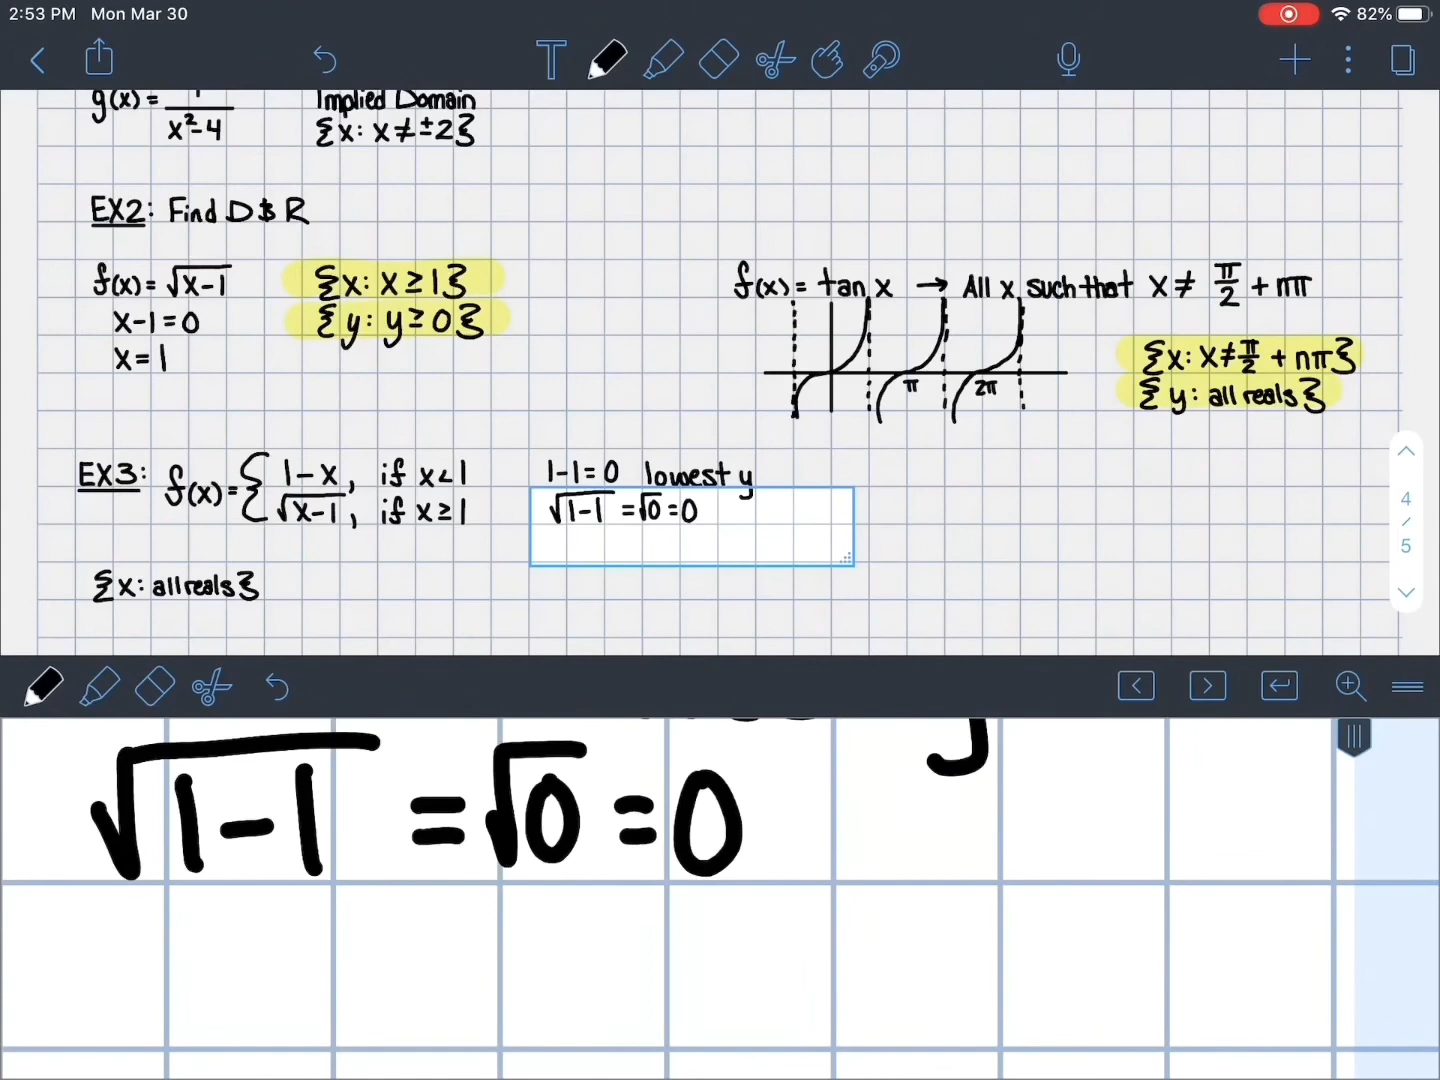 2:53 PM Mon Mar 30
82%
g(x) = 1/(x²-4)
Implied Domain
{x: x ≠ ±2}
EX2: Find D & R
f(x) = √(x-1)
{x: x ≥ 1}
x-1=0
{y: y ≥ 0}
x=1
f(x) = tan x → All x such that x ≠ π/2 + nπ
π
2π
{x: x ≠ π/2 + nπ}
{y: all reals}
EX3: f(x) = { 1-x, if x < 1
√(x-1), if x ≥ 1
1-1=0 lowest y
√(1-1) = √0 = 0
{x: all reals}
4
/
5
√(1-1) = √0 = 0